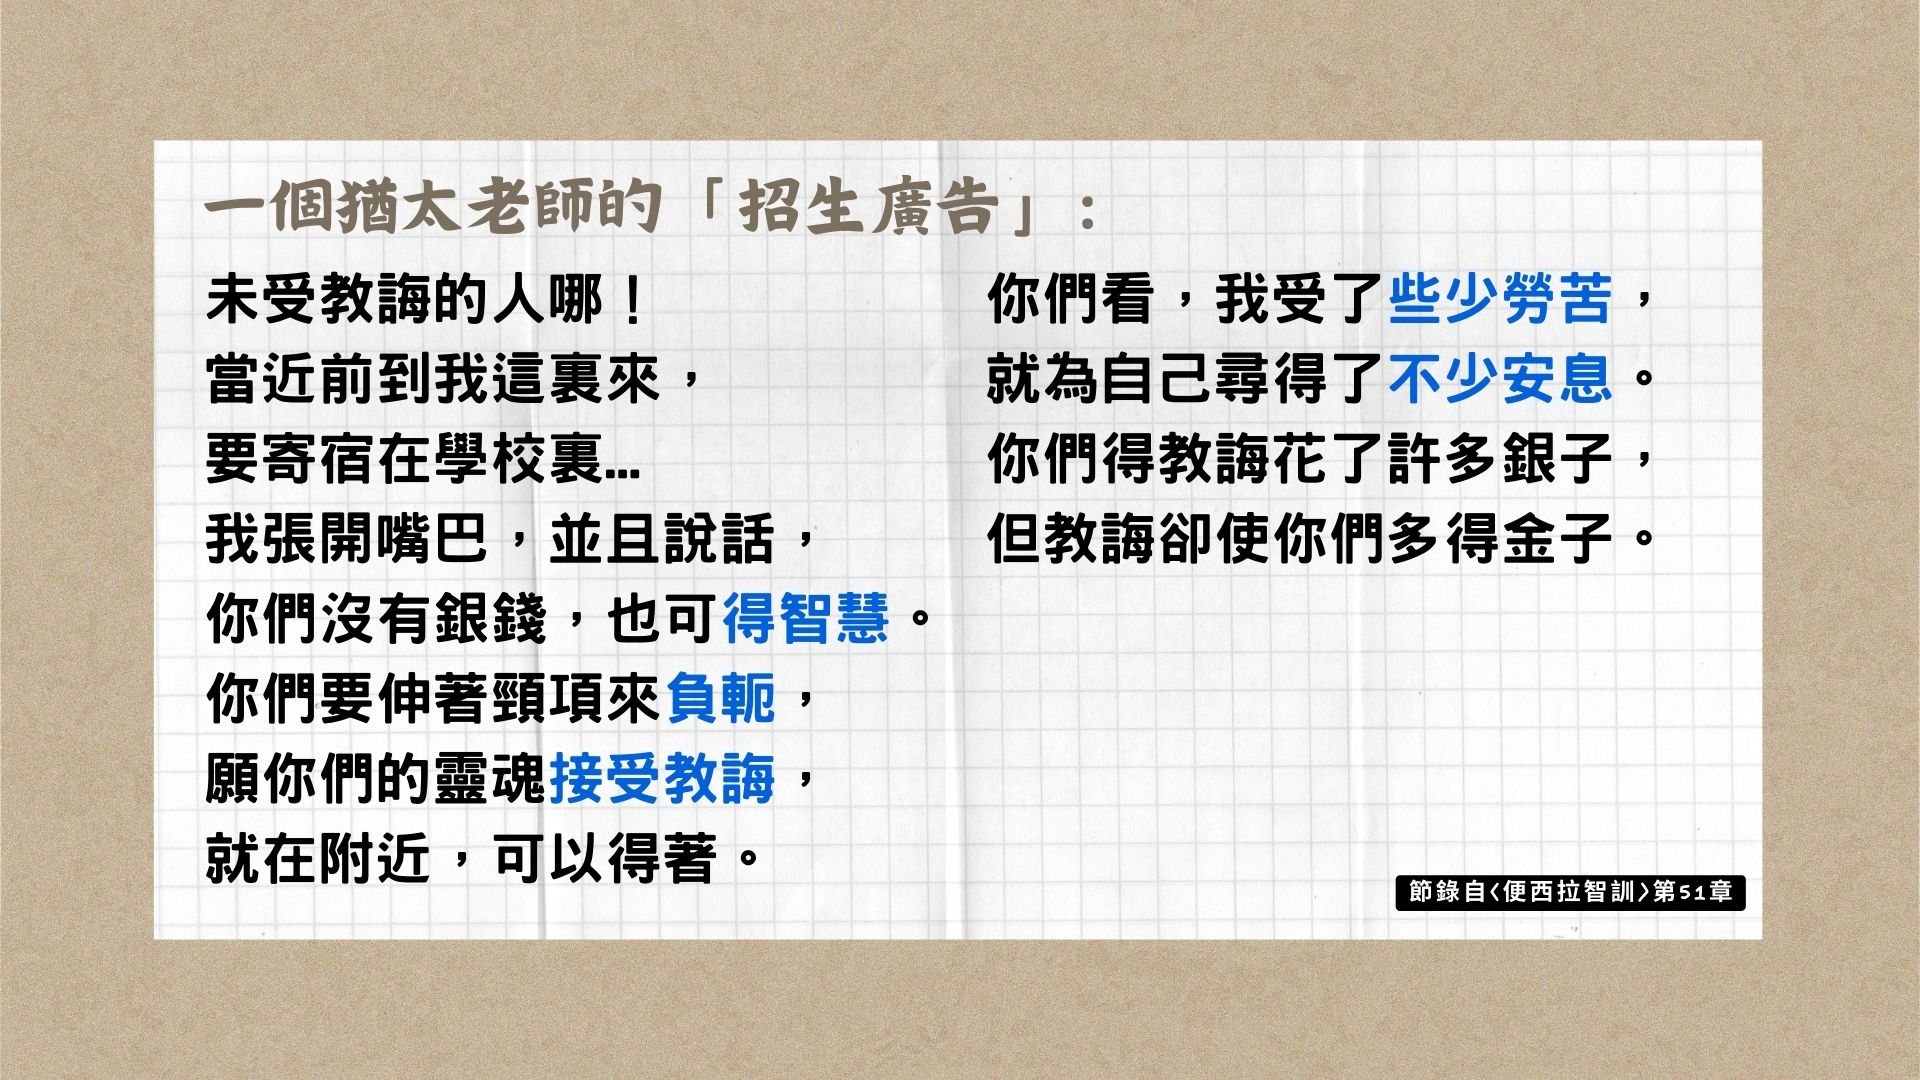 一個猶太老師的「招生廣告」:
未受教誨的人哪！
當近前到我這裏來，
要寄宿在學校裏...
我張開嘴巴，並且說話，
你們沒有銀錢，也可得智慧。
你們要伸著頸項來負軛，
願你們的靈魂接受教誨，
就在附近，可以得著。
你們看，我受了些少勞苦，
就為自己尋得了不少安息。
你們得教誨花了許多銀子，
但教誨卻使你們多得金子。
節錄自〈便西拉智訓〉第51章